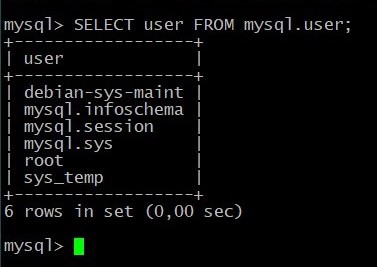 mysql> SELECT user FROM mysql.user;
+------------------+
| user             |
+------------------+
| debian-sys-maint |
| mysql.infoschema |
| mysql.session    |
| mysql.sys        |
| root             |
| sys_temp         |
+------------------+
6 rows in set (0,00 sec)
mysql>